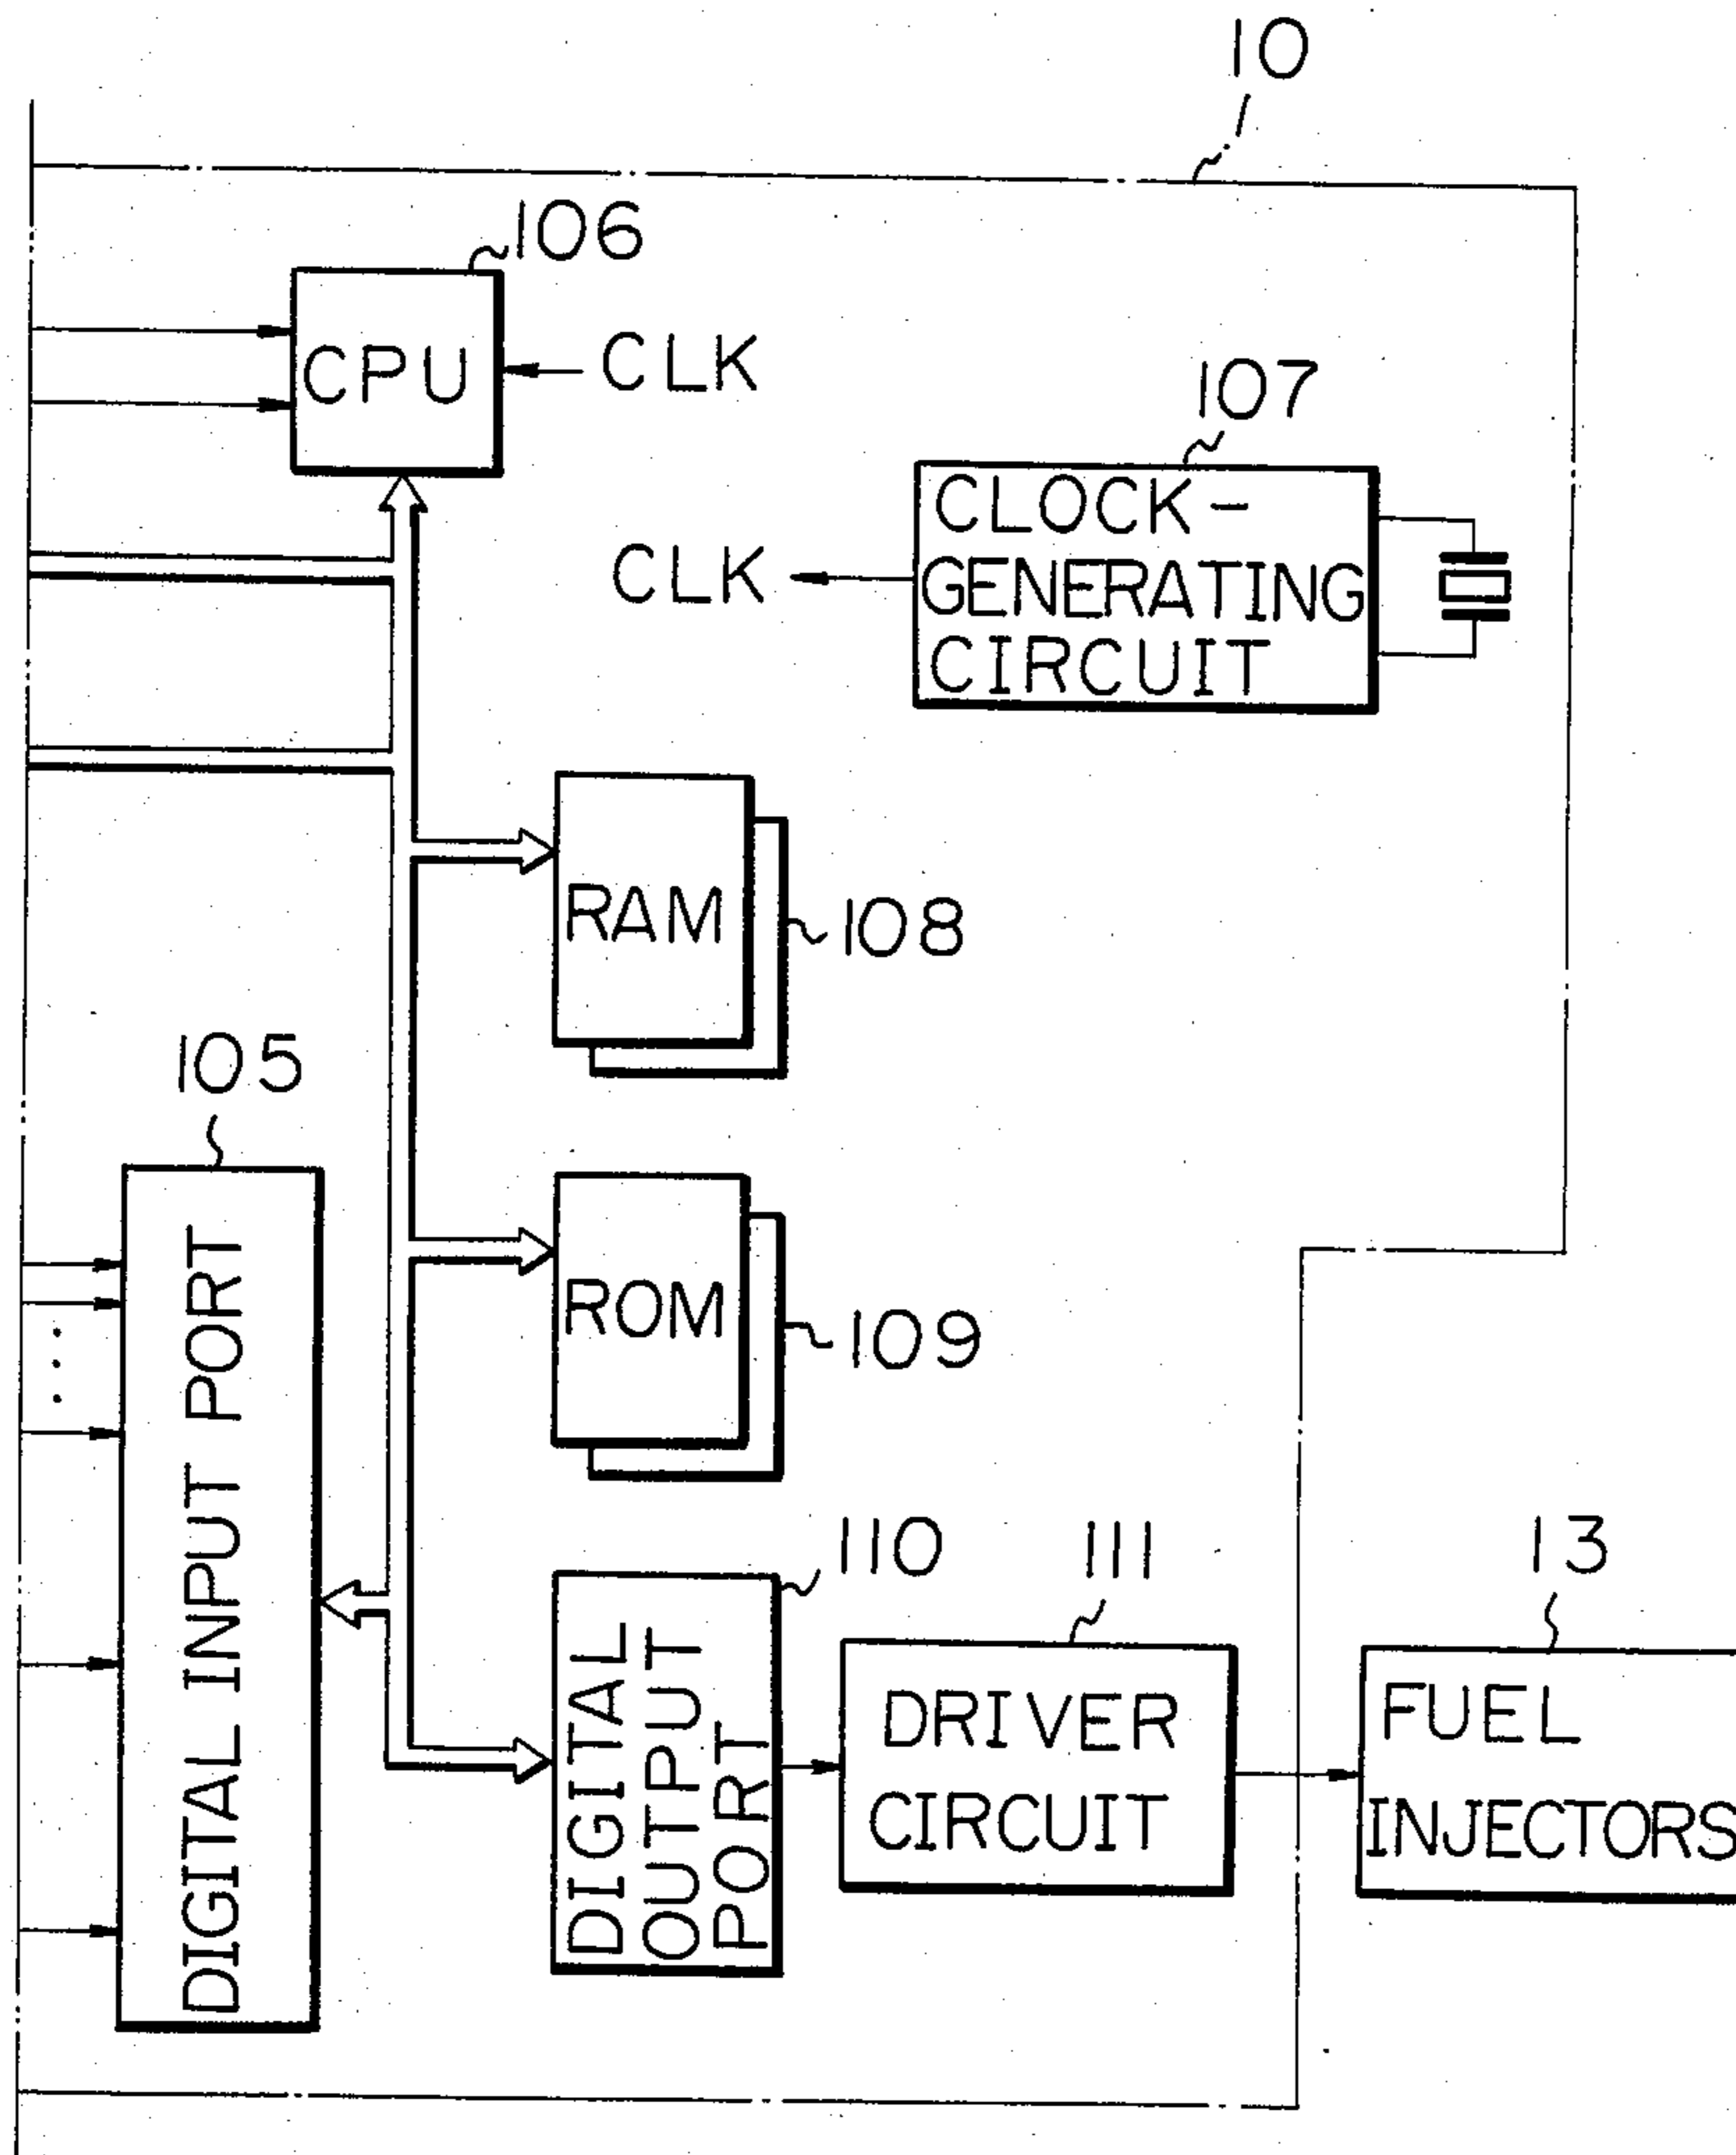 10
106
CPU
CLK
107
CLOCK-
GENERATING
CIRCUIT
CLK
RAM
108
105
DIGITAL INPUT PORT
ROM
109
110
DIGITAL
OUTPUT
PORT
111
DRIVER
CIRCUIT
13
FUEL
INJECTORS